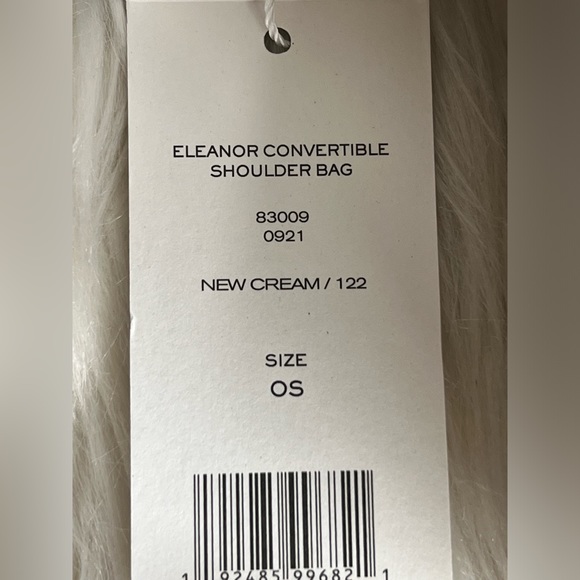 ELEANOR CONVERTIBLE
SHOULDER BAG
83009
0921
NEW CREAM / 122
SIZE
OS
1 92485 99682 1